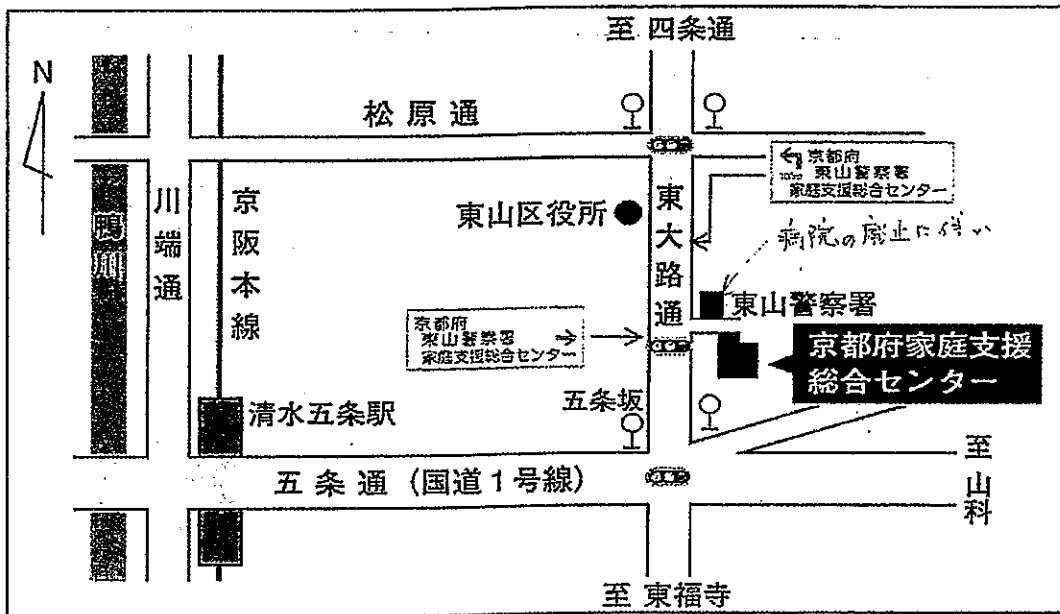 至 四条通
N
松原通
京都府
東山警察署
家庭支援総合センター
川端通
京阪本線
東山区役所
東大路通
鴨川
病院の廃止に伴い
東山警察署
京都府
東山警察署
家庭支援総合センター
京都府家庭支援
総合センター
五条坂
清水五条駅
五条通（国道1号線）
至 山科
至 東福寺